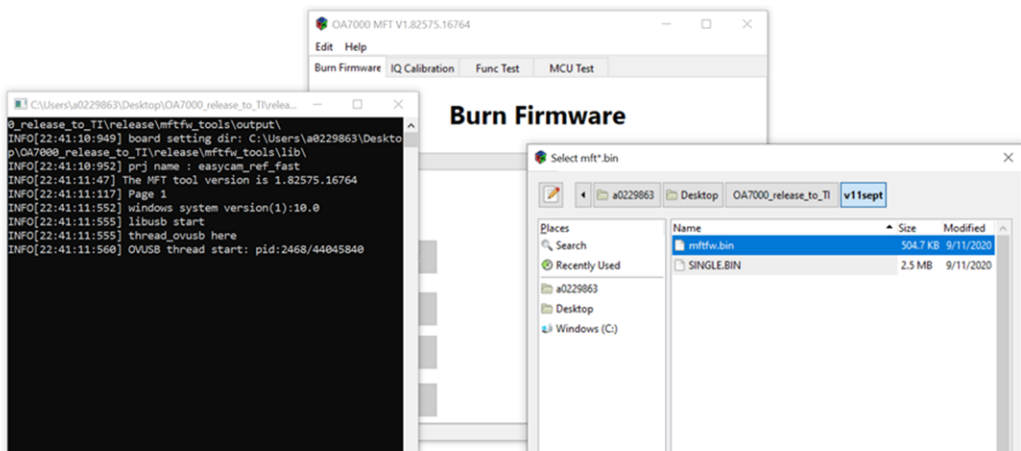 OA7000 MFT V1.82575.16764
Edit Help
Burn Firmware IQ Calibration Func Test MCU Test
Burn Firmware
C:\Users\a0229863\Desktop\OA7000_release_to_TI\relea...
0_release_to_TI\release\mftfw_tools\output\
INFO[22:41:10:949] board setting dir: C:\Users\a0229863\Deskto
p\OA7000_release_to_TI\release\mftfw_tools\lib\
INFO[22:41:10:952] prj name : easycam_ref_fast
INFO[22:41:11:47] The MFT tool version is 1.82575.16764
INFO[22:41:11:117] Page 1
INFO[22:41:11:552] windows system version(1):10.0
INFO[22:41:11:555] libusb start
INFO[22:41:11:555] thread_ovusb here
INFO[22:41:11:560] OVUSB thread start: pid:2468/44045840
Select mft*.bin
a0229863 Desktop OA7000_release_to_TI v11sept
Places
Search
Recently Used
a0229863
Desktop
Windows (C:)
Name Size Modified
mftfw.bin 504.7 KB 9/11/2020
SINGLE.BIN 2.5 MB 9/11/2020